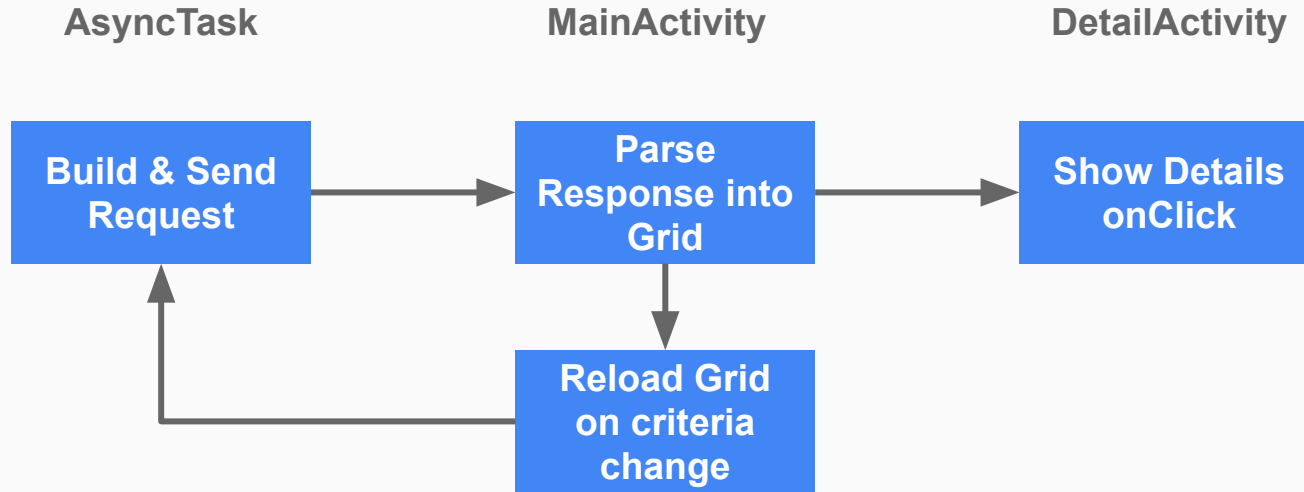 AsyncTask
MainActivity
DetailActivity
Build & Send
Request
Parse
Response into
Grid
Show Details
onClick
Reload Grid
on criteria
change